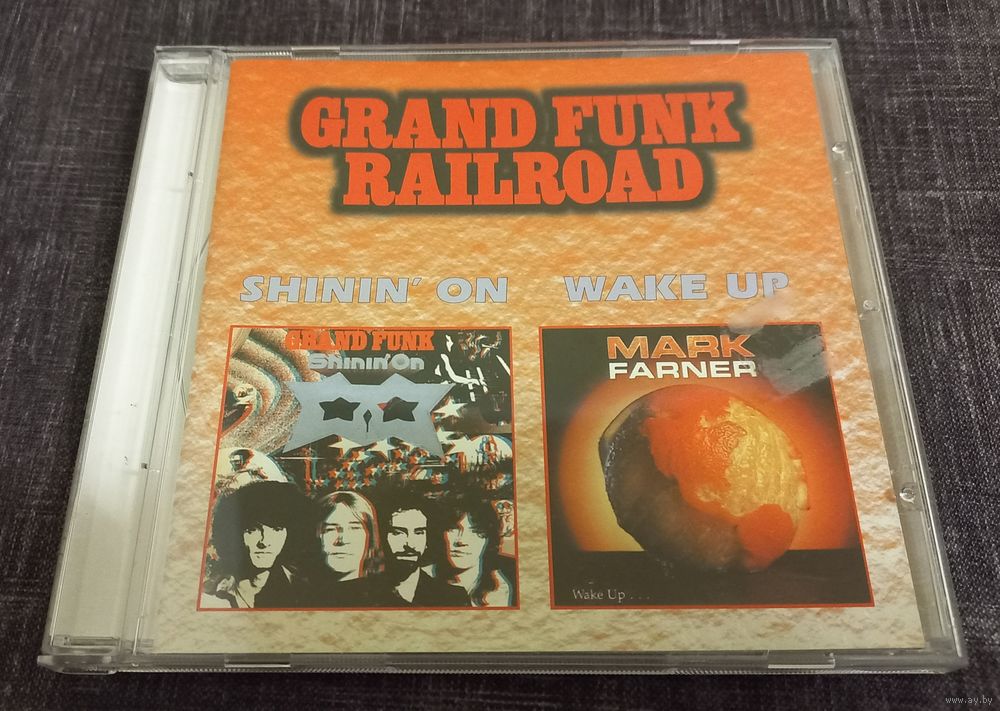 GRAND FUNK
RAILROAD
SHININ' ON
WAKE UP
GRAND FUNK
Shinin' On
MARK
FARNER
Wake Up . . .
www.ay.by